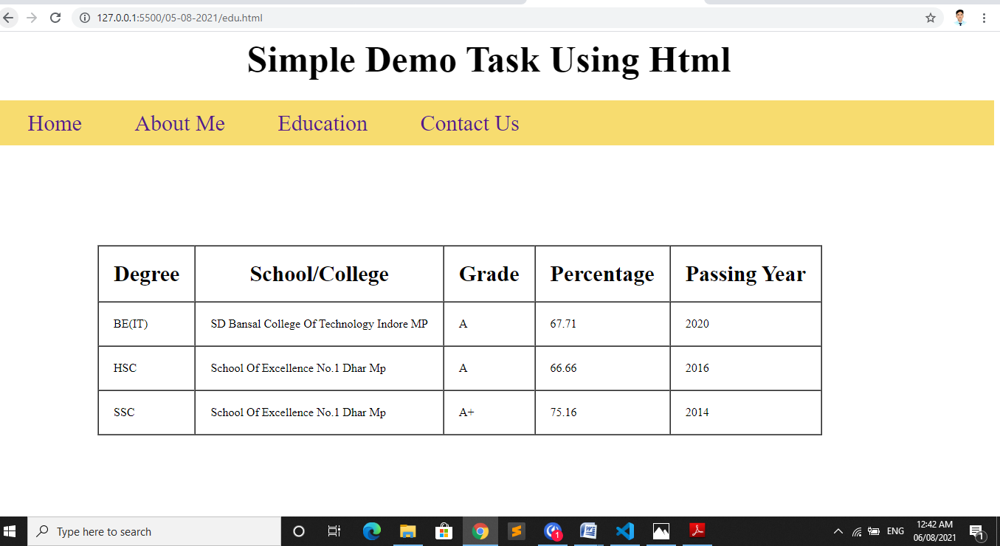 127.0.0.1:5500/05-08-2021/edu.html
Simple Demo Task Using Html
Home About Me Education Contact Us
Degree School/College Grade Percentage Passing Year
BE(IT) SD Bansal College Of Technology Indore MP A 67.71 2020
HSC School Of Excellence No.1 Dhar Mp A 66.66 2016
SSC School Of Excellence No.1 Dhar Mp A+ 75.16 2014
Type here to search
1
ENG
12:42 AM
06/08/2021
1